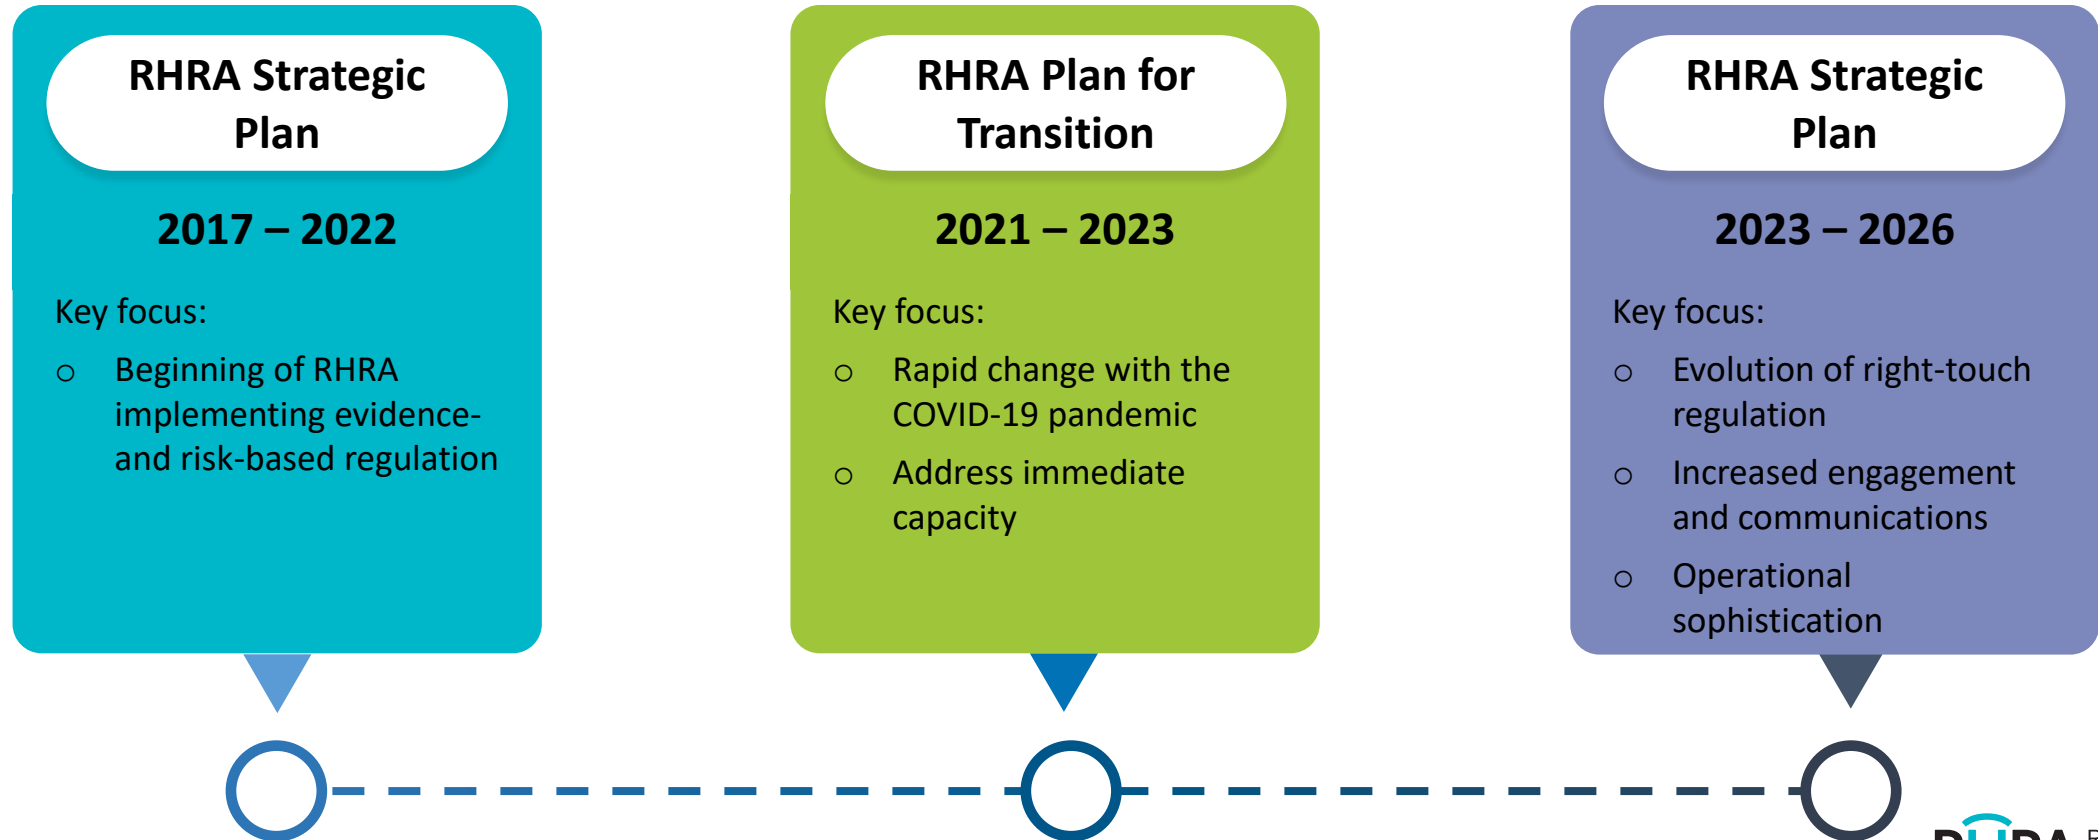 RHRA Strategic
Plan
2017 – 2022
Key focus:
o Beginning of RHRA
implementing evidence-
and risk-based regulation
RHRA Plan for
Transition
2021 – 2023
Key focus:
o Rapid change with the
COVID-19 pandemic
o Address immediate
capacity
RHRA Strategic
Plan
2023 – 2026
Key focus:
o Evolution of right-touch
regulation
o Increased engagement
and communications
o Operational
sophistication
RHRA